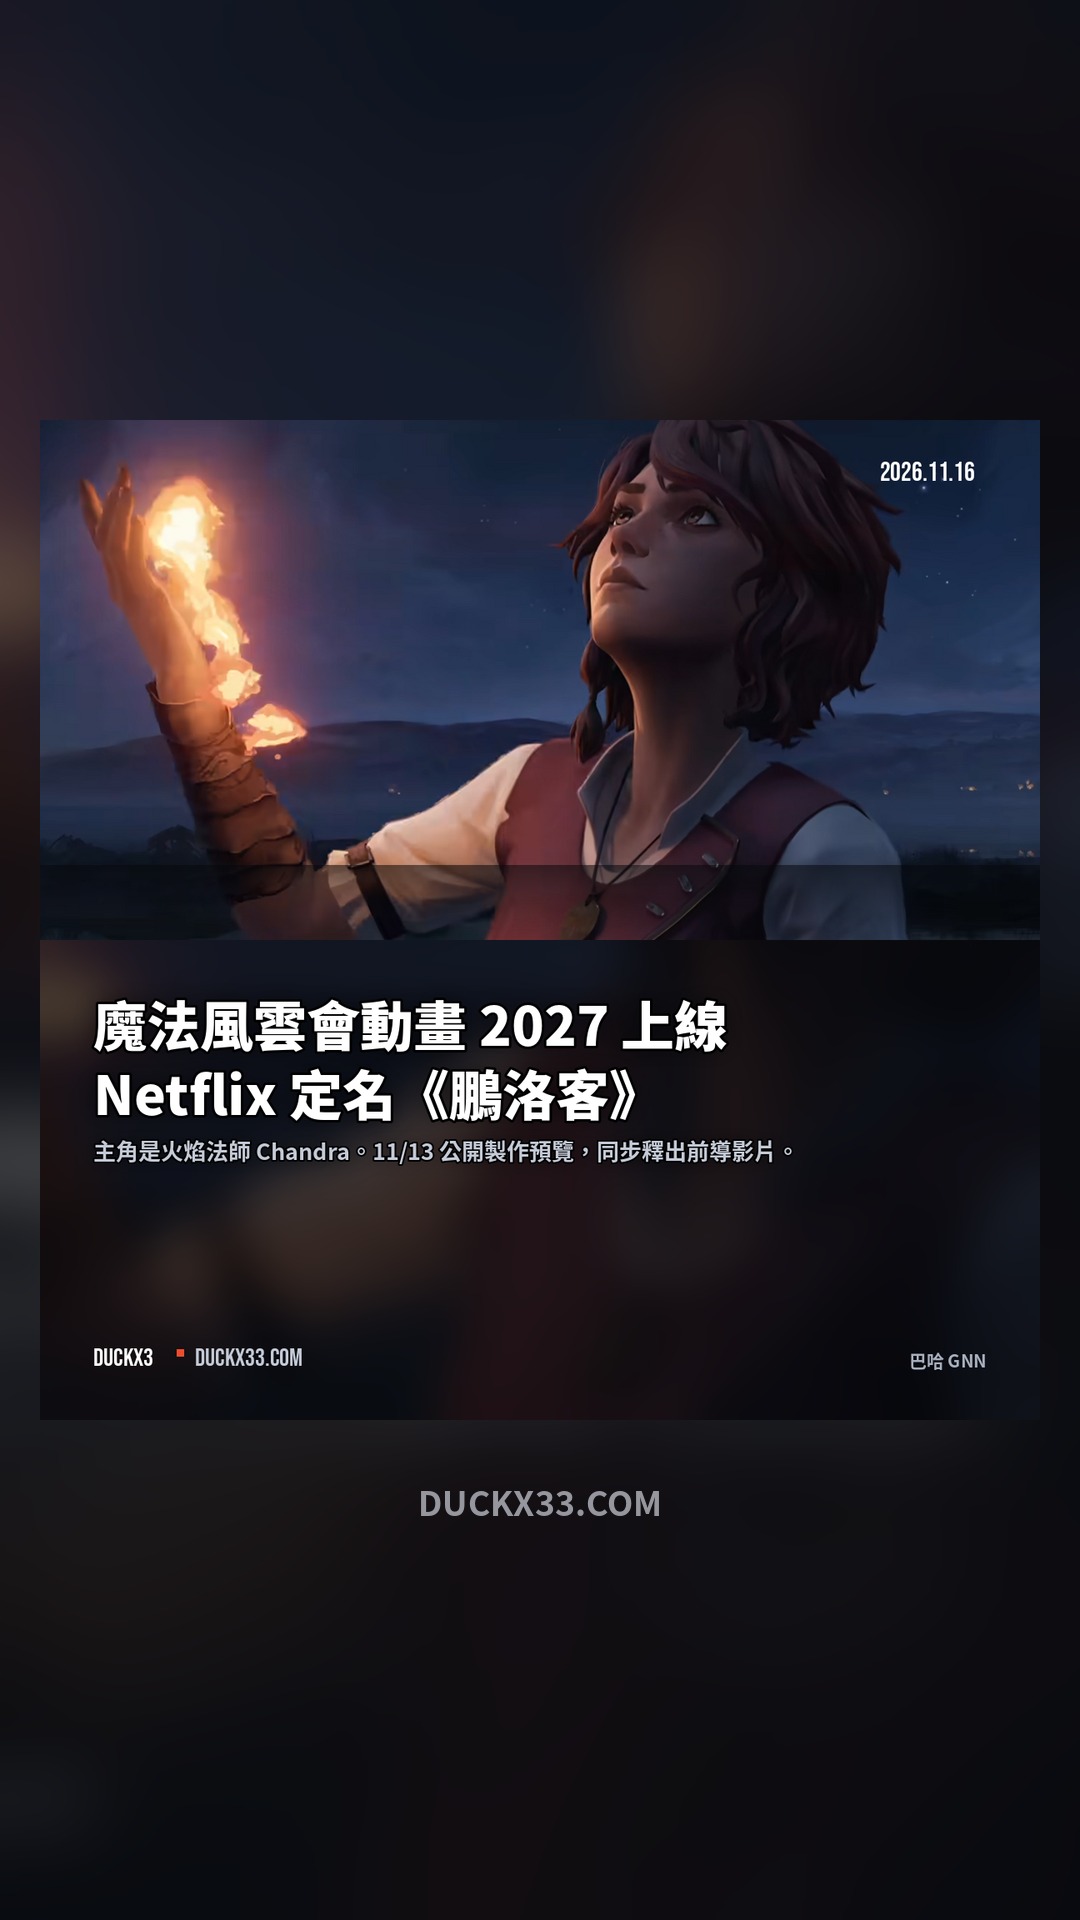 2026.11.16
魔法風雲會動畫 2027 上線
Netflix 定名《鵬洛客》
主角是火焰法師 Chandra。11/13 公開製作預覽，同步釋出前導影片。
DUCKX3 ▪ DUCKX33.COM
巴哈 GNN
DUCKX33.COM